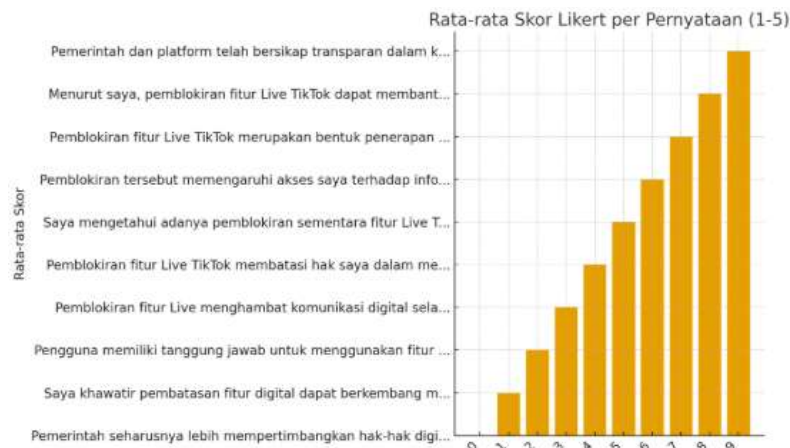 Rata-rata Skor Likert per Pernyataan (1-5)
Pemerintah dan platform telah bersikap transparan dalam k...
Menurut saya, pemblokiran fitur Live TikTok dapat membant...
Pemblokiran fitur Live TikTok merupakan bentuk penerapan ...
Pemblokiran tersebut memengaruhi akses saya terhadap info...
Saya mengetahui adanya pemblokiran sementara fitur Live T...
Pemblokiran fitur Live TikTok membatasi hak saya dalam me...
Pemblokiran fitur Live menghambat komunikasi digital sela...
Pengguna memiliki tanggung jawab untuk menggunakan fitur ...
Saya khawatir pembatasan fitur digital dapat berkembang m...
Pemerintah seharusnya lebih mempertimbangkan hak-hak digi...
Rata-rata Skor